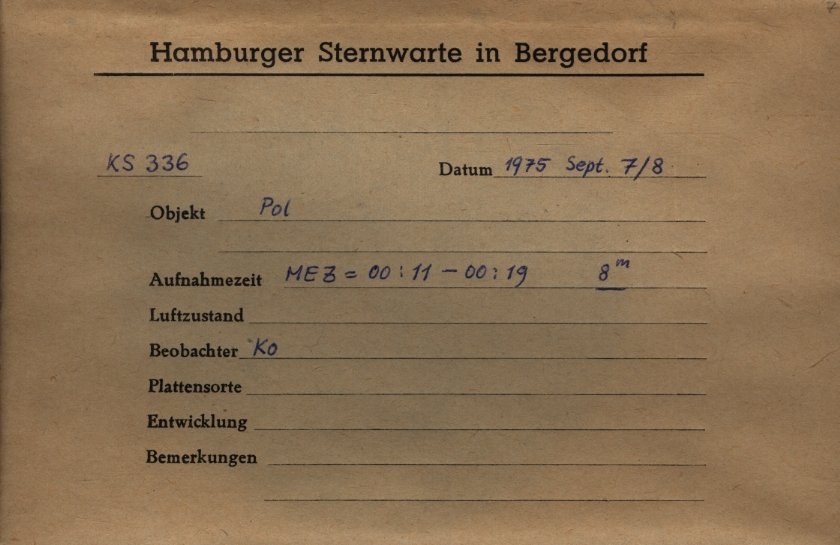 Hamburger Sternwarte in Bergedorf
KS 336 Datum 1975 Sept. 7/8
Objekt Pol
Aufnahmezeit MEZ = 00:11 – 00:19 8ᵐ
Luftzustand
Beobachter Ko
Plattensorte
Entwicklung
Bemerkungen